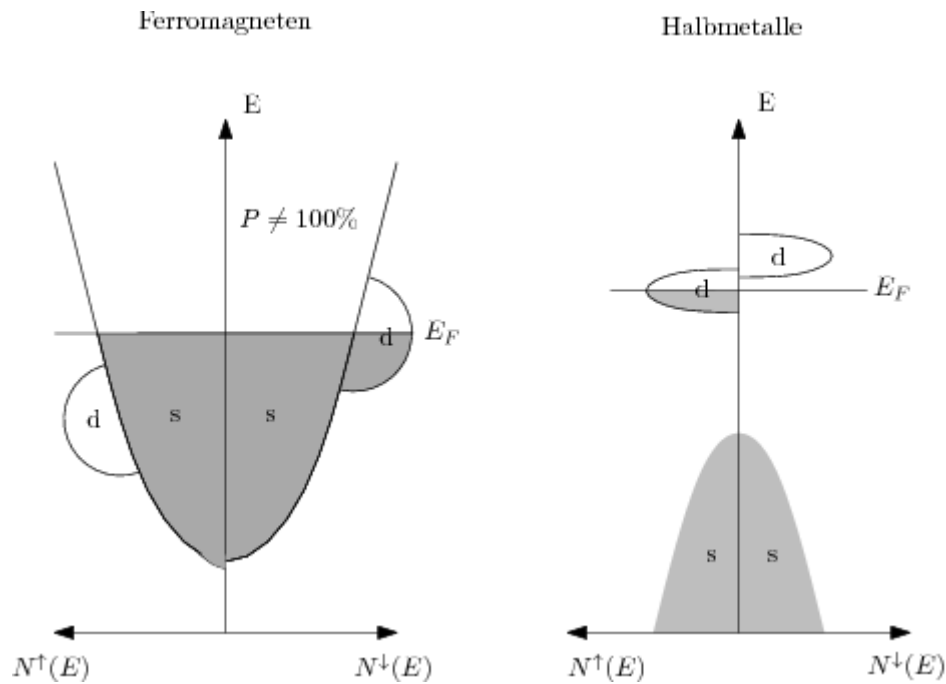 Ferromagneten
E
P ≠ 100%
E_F
d
d
s
s
N↑(E)
N↓(E)
Halbmetalle
E
d
d
E_F
s
s
N↑(E)
N↓(E)